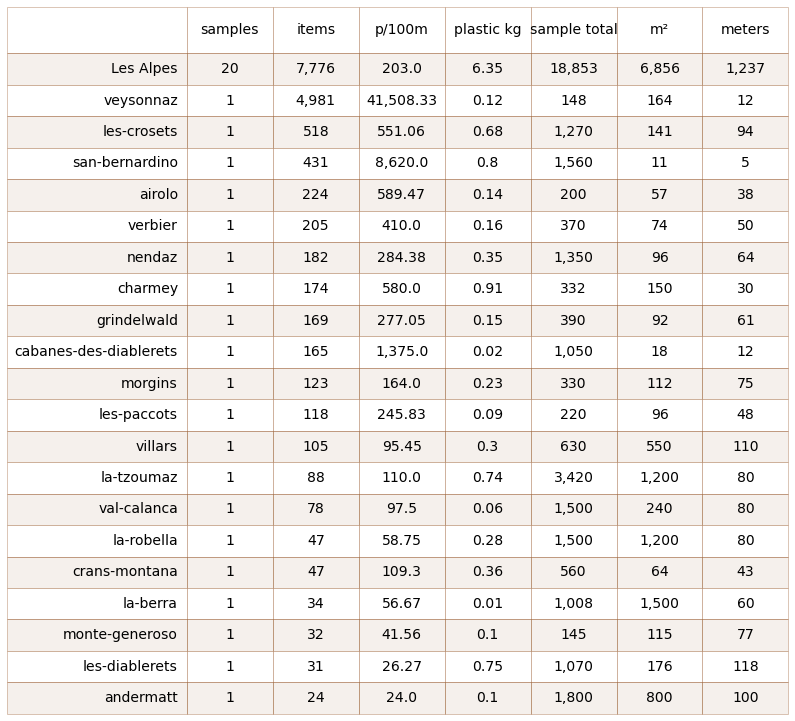 samples items p/100m plastic kg sample total m² meters
Les Alpes 20 7,776 203.0 6.35 18,853 6,856 1,237
veysonnaz 1 4,981 41,508.33 0.12 148 164 12
les-crosets 1 518 551.06 0.68 1,270 141 94
san-bernardino 1 431 8,620.0 0.8 1,560 11 5
airolo 1 224 589.47 0.14 200 57 38
verbier 1 205 410.0 0.16 370 74 50
nendaz 1 182 284.38 0.35 1,350 96 64
charmey 1 174 580.0 0.91 332 150 30
grindelwald 1 169 277.05 0.15 390 92 61
cabanes-des-diablerets 1 165 1,375.0 0.02 1,050 18 12
morgins 1 123 164.0 0.23 330 112 75
les-paccots 1 118 245.83 0.09 220 96 48
villars 1 105 95.45 0.3 630 550 110
la-tzoumaz 1 88 110.0 0.74 3,420 1,200 80
val-calanca 1 78 97.5 0.06 1,500 240 80
la-robella 1 47 58.75 0.28 1,500 1,200 80
crans-montana 1 47 109.3 0.36 560 64 43
la-berra 1 34 56.67 0.01 1,008 1,500 60
monte-generoso 1 32 41.56 0.1 145 115 77
les-diablerets 1 31 26.27 0.75 1,070 176 118
andermatt 1 24 24.0 0.1 1,800 800 100